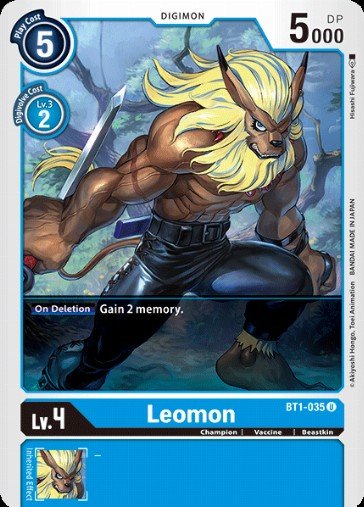 Play Cost
5
DIGIMON
DP
5000
Digivolve Cost
Lv.3
2
Hisashi Fujiwara
©Akiyoshi Hongo, Toei Animation BANDAI MADE IN JAPAN
On Deletion Gain 2 memory.
BT1-035 U
Lv.4
Leomon
Champion | Vaccine | Beastkin
Inherited Effect
–